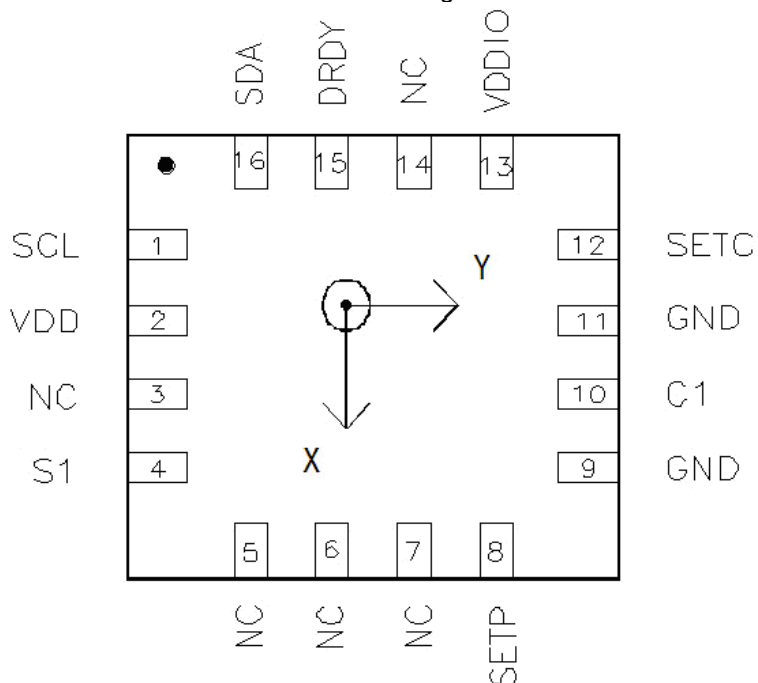 SDA DRDY NC VDDIO
16 15 14 13
SCL 1 12 SETC
Y
VDD 2 11 GND
NC 3 10 C1
X
S1 4 9 GND
5 6 7 8
NC NC NC SETP